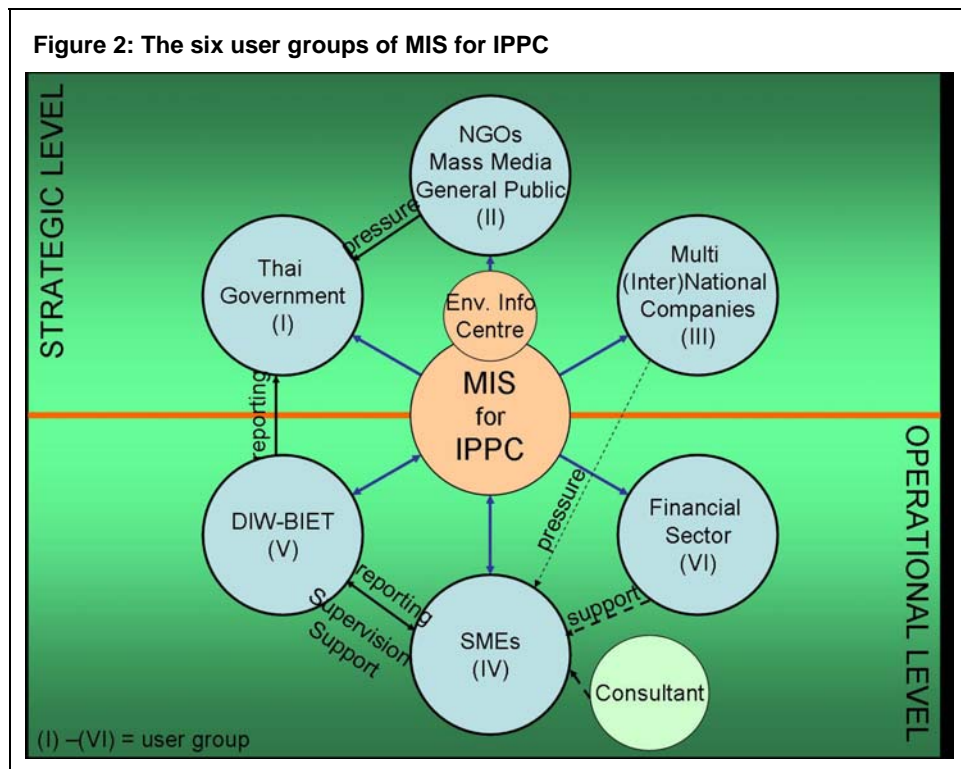 Figure 2: The six user groups of MIS for IPPC
STRATEGIC LEVEL
NGOs
Mass Media
General Public
(II)
pressure
Thai
Government
(I)
Multi
(Inter)National
Companies
(III)
Env. Info
Centre
MIS
for
IPPC
reporting
OPERATIONAL LEVEL
DIW-BIET
(V)
pressure
Financial
Sector
(VI)
reporting
Supervision
Support
support
SMEs
(IV)
Consultant
(I) –(VI) = user group